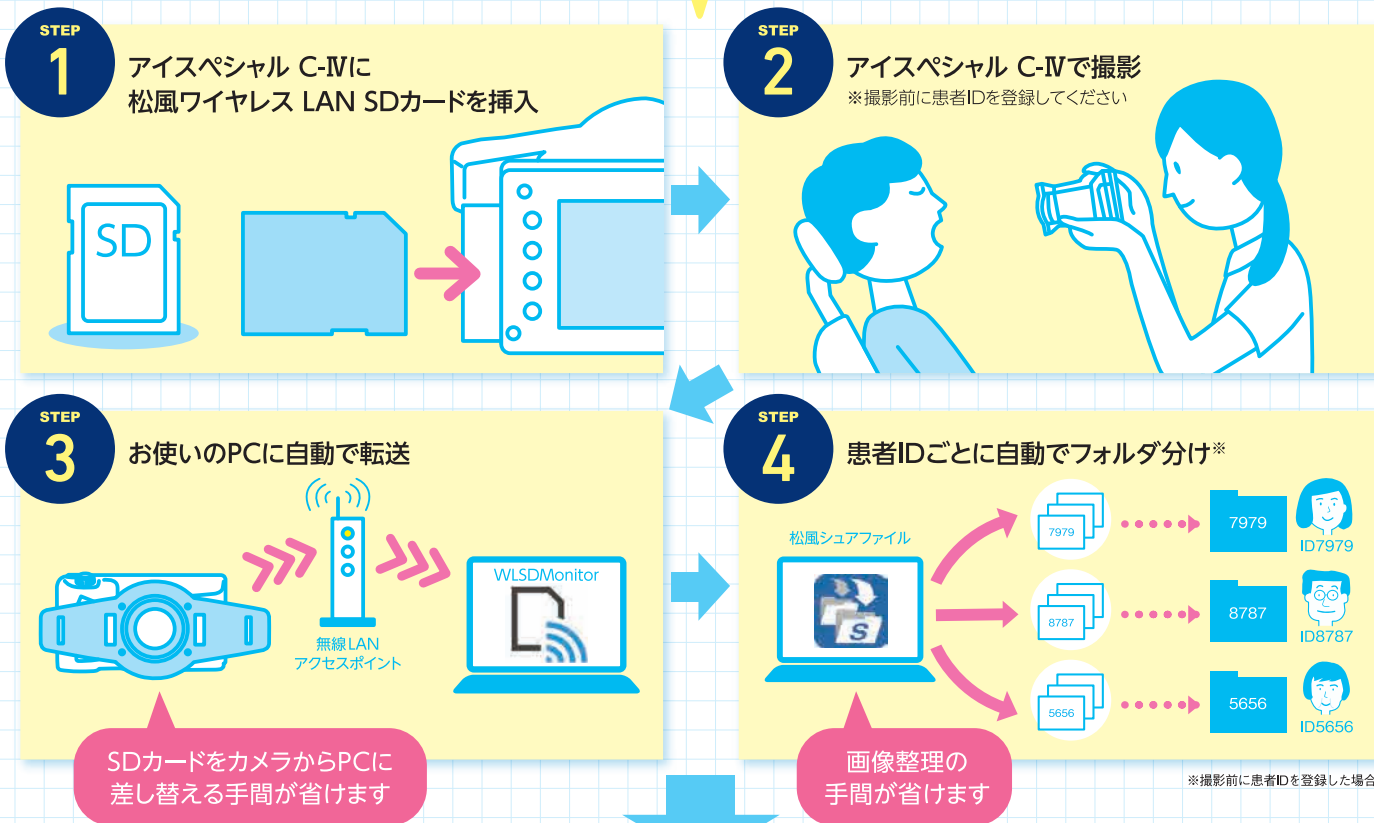 STEP
1
アイスペシャル C-Ⅳに
松風ワイヤレス LAN SDカードを挿入
SD
STEP
2
アイスペシャル C-Ⅳで撮影
※撮影前に患者IDを登録してください
STEP
3
お使いのPCに自動で転送
無線LAN
アクセスポイント
WLSDMonitor
SDカードをカメラからPCに
差し替える手間が省けます
STEP
4
患者IDごとに自動でフォルダ分け※
松風シュアファイル
S
7979
7979
ID7979
8787
8787
ID8787
5656
5656
ID5656
画像整理の
手間が省けます
※撮影前に患者IDを登録した場合